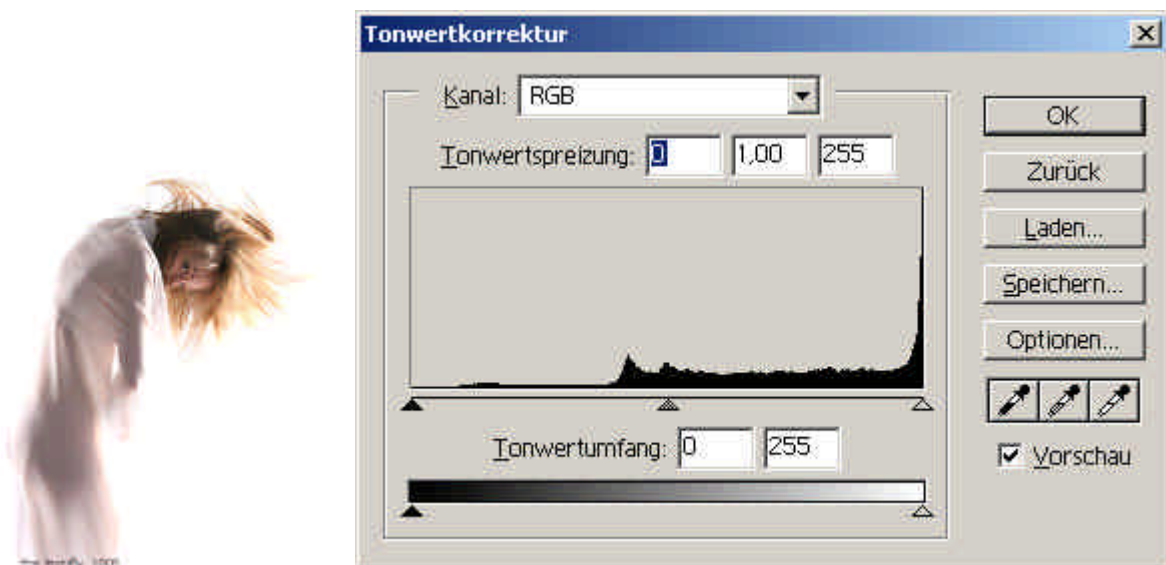 Tonwertkorrektur
Kanal: RGB
OK
Tonwertspreizung: 0 1,00 255
Zurück
Laden...
Speichern...
Optionen...
Tonwertumfang: 0 255
Vorschau